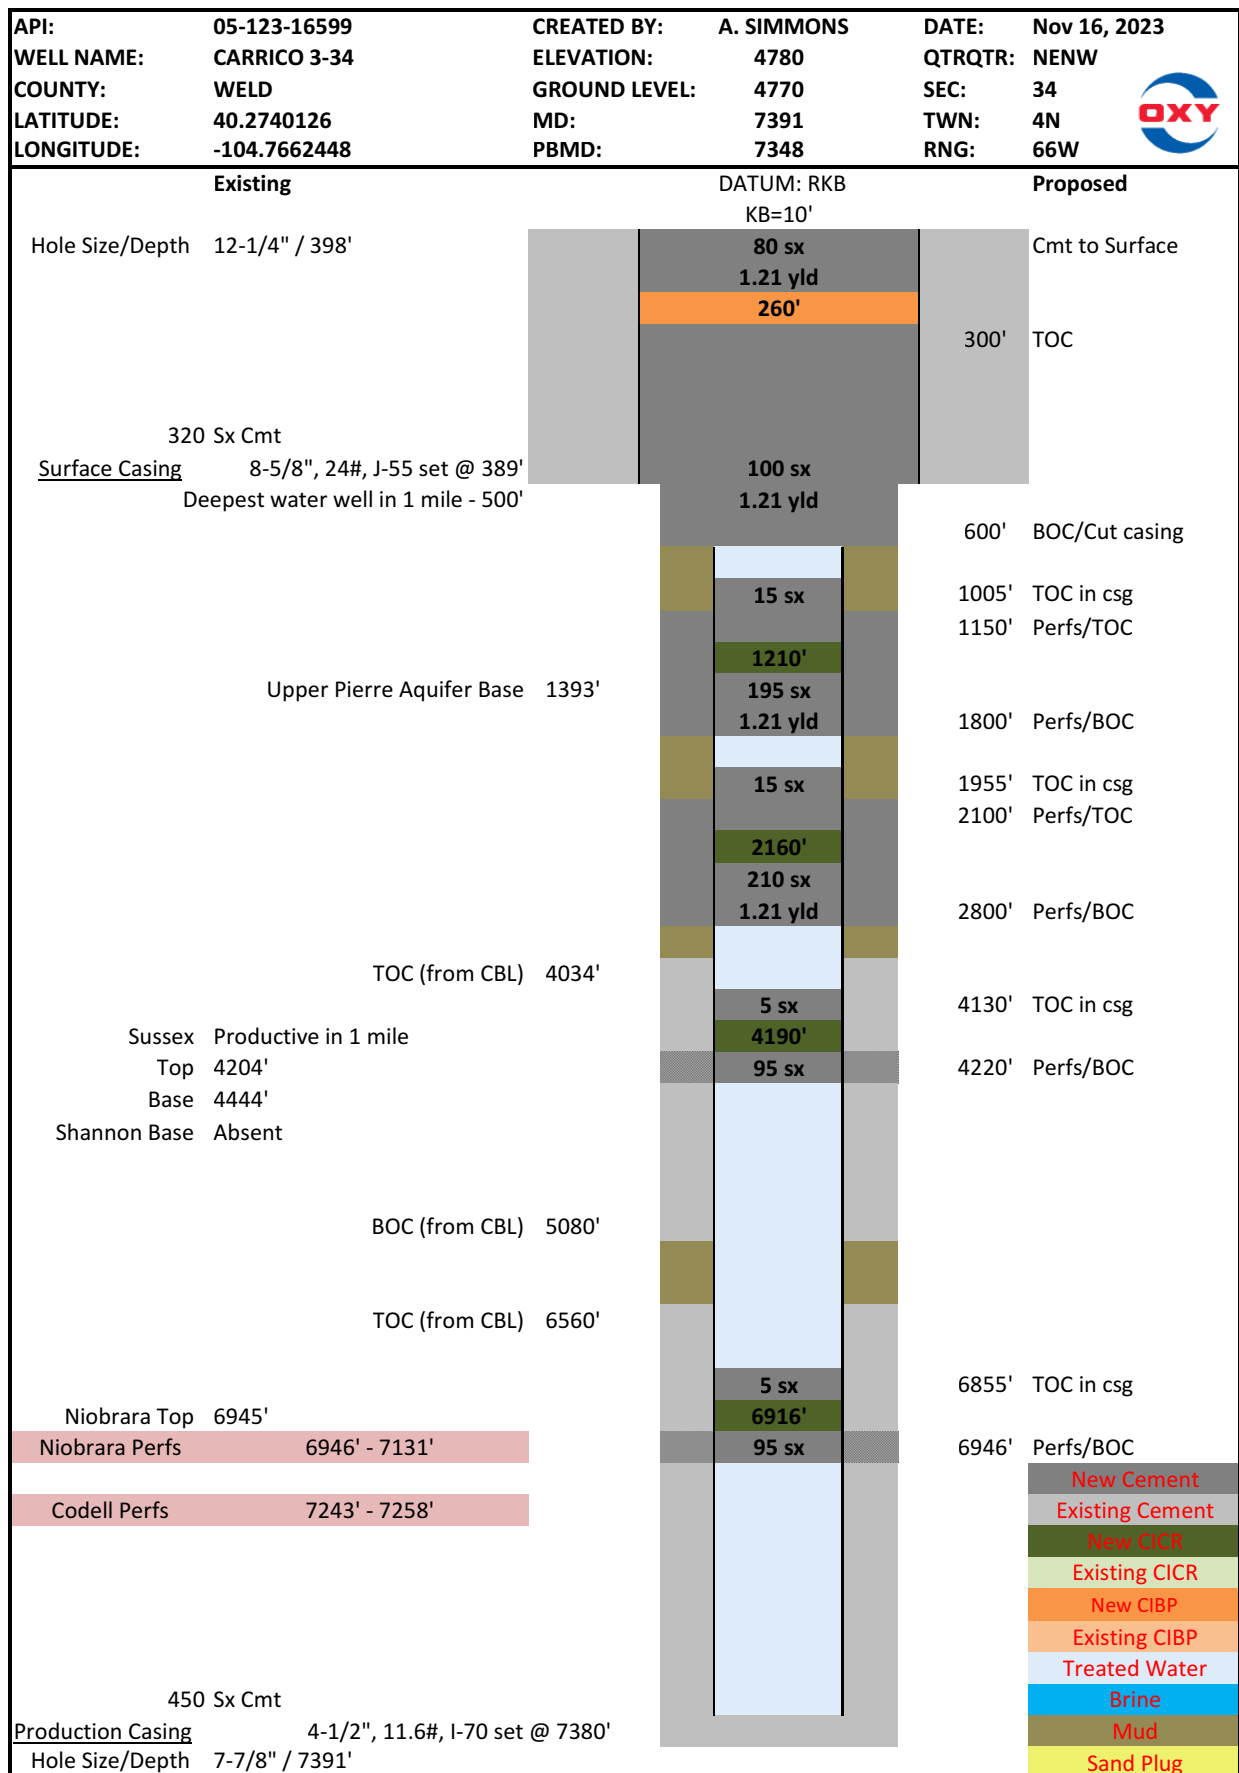 API: 05-123-16599 CREATED BY: A. SIMMONS DATE: Nov 16, 2023
WELL NAME: CARRICO 3-34 ELEVATION: 4780 QTRQTR: NENW
COUNTY: WELD GROUND LEVEL: 4770 SEC: 34
LATITUDE: 40.2740126 MD: 7391 TWN: 4N
LONGITUDE: -104.7662448 PBMD: 7348 RNG: 66W
OXY
Existing DATUM: RKB Proposed
KB=10'
Hole Size/Depth 12-1/4" / 398' 80 sx Cmt to Surface
1.21 yld
260'
300' TOC
320 Sx Cmt
Surface Casing 8-5/8", 24#, J-55 set @ 389' 100 sx
Deepest water well in 1 mile - 500' 1.21 yld
600' BOC/Cut casing
15 sx 1005' TOC in csg
1150' Perfs/TOC
1210'
Upper Pierre Aquifer Base 1393' 195 sx
1.21 yld 1800' Perfs/BOC
15 sx 1955' TOC in csg
2100' Perfs/TOC
2160'
210 sx
1.21 yld 2800' Perfs/BOC
TOC (from CBL) 4034'
5 sx 4130' TOC in csg
Sussex Productive in 1 mile 4190'
Top 4204' 95 sx 4220' Perfs/BOC
Base 4444'
Shannon Base Absent
BOC (from CBL) 5080'
TOC (from CBL) 6560'
5 sx 6855' TOC in csg
Niobrara Top 6945' 6916'
Niobrara Perfs 6946' - 7131' 95 sx 6946' Perfs/BOC
New Cement
Codell Perfs 7243' - 7258' Existing Cement
New CICR
Existing CICR
New CIBP
Existing CIBP
Treated Water
450 Sx Cmt Brine
Production Casing 4-1/2", 11.6#, I-70 set @ 7380' Mud
Hole Size/Depth 7-7/8" / 7391' Sand Plug